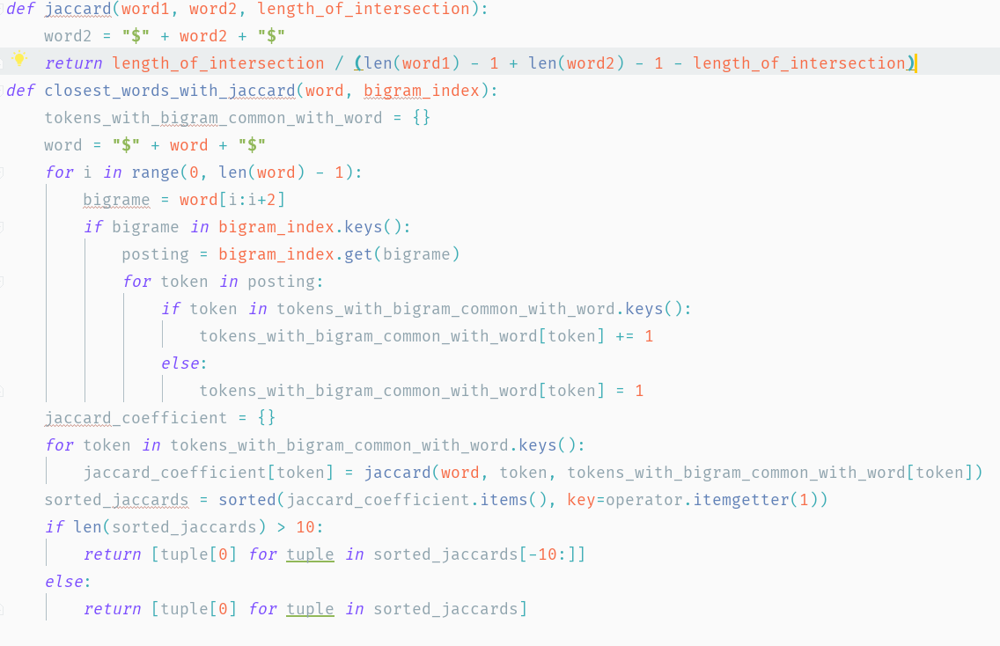 def jaccard(word1, word2, length_of_intersection):
    word2 = "$" + word2 + "$"
    return length_of_intersection / (len(word1) - 1 + len(word2) - 1 - length_of_intersection)
def closest_words_with_jaccard(word, bigram_index):
    tokens_with_bigram_common_with_word = {}
    word = "$" + word + "$"
    for i in range(0, len(word) - 1):
        bigrame = word[i:i+2]
        if bigrame in bigram_index.keys():
            posting = bigram_index.get(bigrame)
            for token in posting:
                if token in tokens_with_bigram_common_with_word.keys():
                    tokens_with_bigram_common_with_word[token] += 1
                else:
                    tokens_with_bigram_common_with_word[token] = 1
    jaccard_coefficient = {}
    for token in tokens_with_bigram_common_with_word.keys():
        jaccard_coefficient[token] = jaccard(word, token, tokens_with_bigram_common_with_word[token])
    sorted_jaccards = sorted(jaccard_coefficient.items(), key=operator.itemgetter(1))
    if len(sorted_jaccards) > 10:
        return [tuple[0] for tuple in sorted_jaccards[-10:]]
    else:
        return [tuple[0] for tuple in sorted_jaccards]